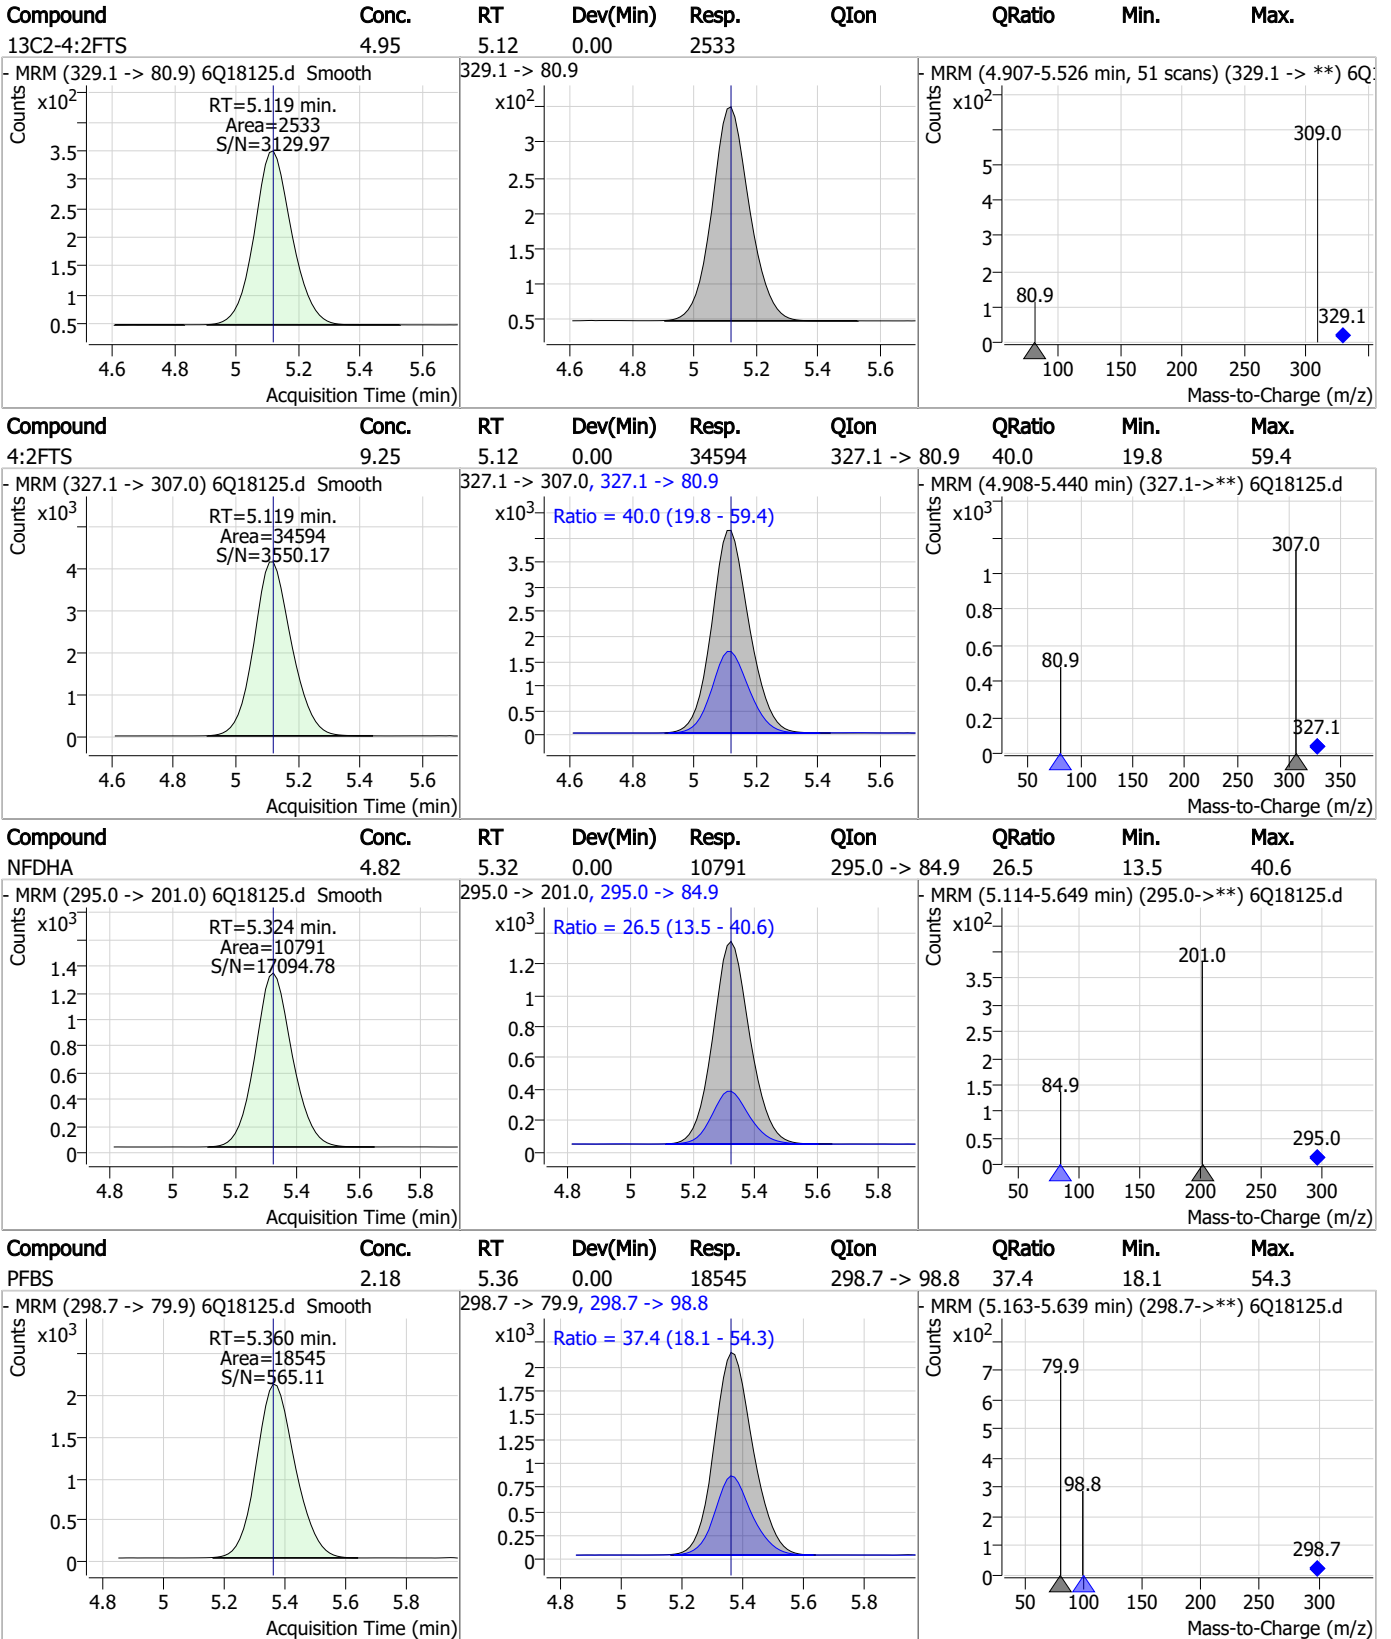 Compound Conc. RT Dev(Min) Resp. QIon QRatio Min. Max.
13C2-4:2FTS 4.95 5.12 0.00 2533
- MRM (329.1 -> 80.9) 6Q18125.d Smooth
329.1 -> 80.9
- MRM (4.907-5.526 min, 51 scans) (329.1 -> **) 6Q1
Counts
x10²
RT=5.119 min.
Area=2533
S/N=3129.97
3.5
3
2.5
2
1.5
1
0.5
4.6 4.8 5 5.2 5.4 5.6
Acquisition Time (min)
x10²
3
2.5
2
1.5
1
0.5
4.6 4.8 5 5.2 5.4 5.6
Counts
x10²
309.0
5
4
3
2
80.9
1
329.1
0
100 150 200 250 300
Mass-to-Charge (m/z)
Compound Conc. RT Dev(Min) Resp. QIon QRatio Min. Max.
4:2FTS 9.25 5.12 0.00 34594 327.1 -> 80.9 40.0 19.8 59.4
- MRM (327.1 -> 307.0) 6Q18125.d Smooth
327.1 -> 307.0, 327.1 -> 80.9
- MRM (4.908-5.440 min) (327.1->**) 6Q18125.d
Counts
x10³
RT=5.119 min.
Area=34594
S/N=3550.17
4
3
2
1
0
4.6 4.8 5 5.2 5.4 5.6
Acquisition Time (min)
x10³
Ratio = 40.0 (19.8 - 59.4)
3.5
3
2.5
2
1.5
1
0.5
0
4.6 4.8 5 5.2 5.4 5.6
Counts
x10³
307.0
1
0.8
0.6
80.9
0.4
0.2
327.1
0
50 100 150 200 250 300 350
Mass-to-Charge (m/z)
Compound Conc. RT Dev(Min) Resp. QIon QRatio Min. Max.
NFDHA 4.82 5.32 0.00 10791 295.0 -> 84.9 26.5 13.5 40.6
- MRM (295.0 -> 201.0) 6Q18125.d Smooth
295.0 -> 201.0, 295.0 -> 84.9
- MRM (5.114-5.649 min) (295.0->**) 6Q18125.d
Counts
x10³
RT=5.324 min.
Area=10791
S/N=17094.78
1.4
1.2
1
0.8
0.6
0.4
0.2
0
4.8 5 5.2 5.4 5.6 5.8
Acquisition Time (min)
x10³
Ratio = 26.5 (13.5 - 40.6)
1.2
1
0.8
0.6
0.4
0.2
0
4.8 5 5.2 5.4 5.6 5.8
Counts
x10²
201.0
3.5
3
2.5
2
84.9
1.5
1
0.5
295.0
0
50 100 150 200 250 300
Mass-to-Charge (m/z)
Compound Conc. RT Dev(Min) Resp. QIon QRatio Min. Max.
PFBS 2.18 5.36 0.00 18545 298.7 -> 98.8 37.4 18.1 54.3
- MRM (298.7 -> 79.9) 6Q18125.d Smooth
298.7 -> 79.9, 298.7 -> 98.8
- MRM (5.163-5.639 min) (298.7->**) 6Q18125.d
Counts
x10³
RT=5.360 min.
Area=18545
S/N=565.11
2
1.5
1
0.5
0
4.8 5 5.2 5.4 5.6 5.8
Acquisition Time (min)
x10³
Ratio = 37.4 (18.1 - 54.3)
2
1.75
1.5
1.25
1
0.75
0.5
0.25
0
4.8 5 5.2 5.4 5.6 5.8
Counts
x10²
79.9
7
6
5
4
98.8
3
2
1
298.7
0
50 100 150 200 250 300
Mass-to-Charge (m/z)